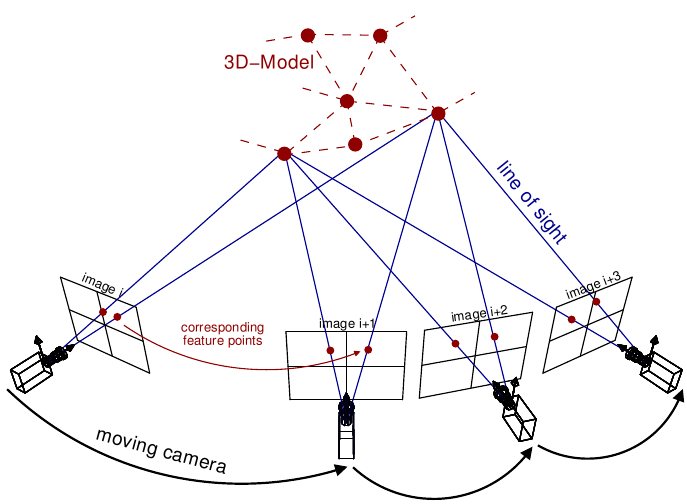 3D–Model
line of sight
image i
image i+1
image i+2
image i+3
corresponding
feature points
moving camera